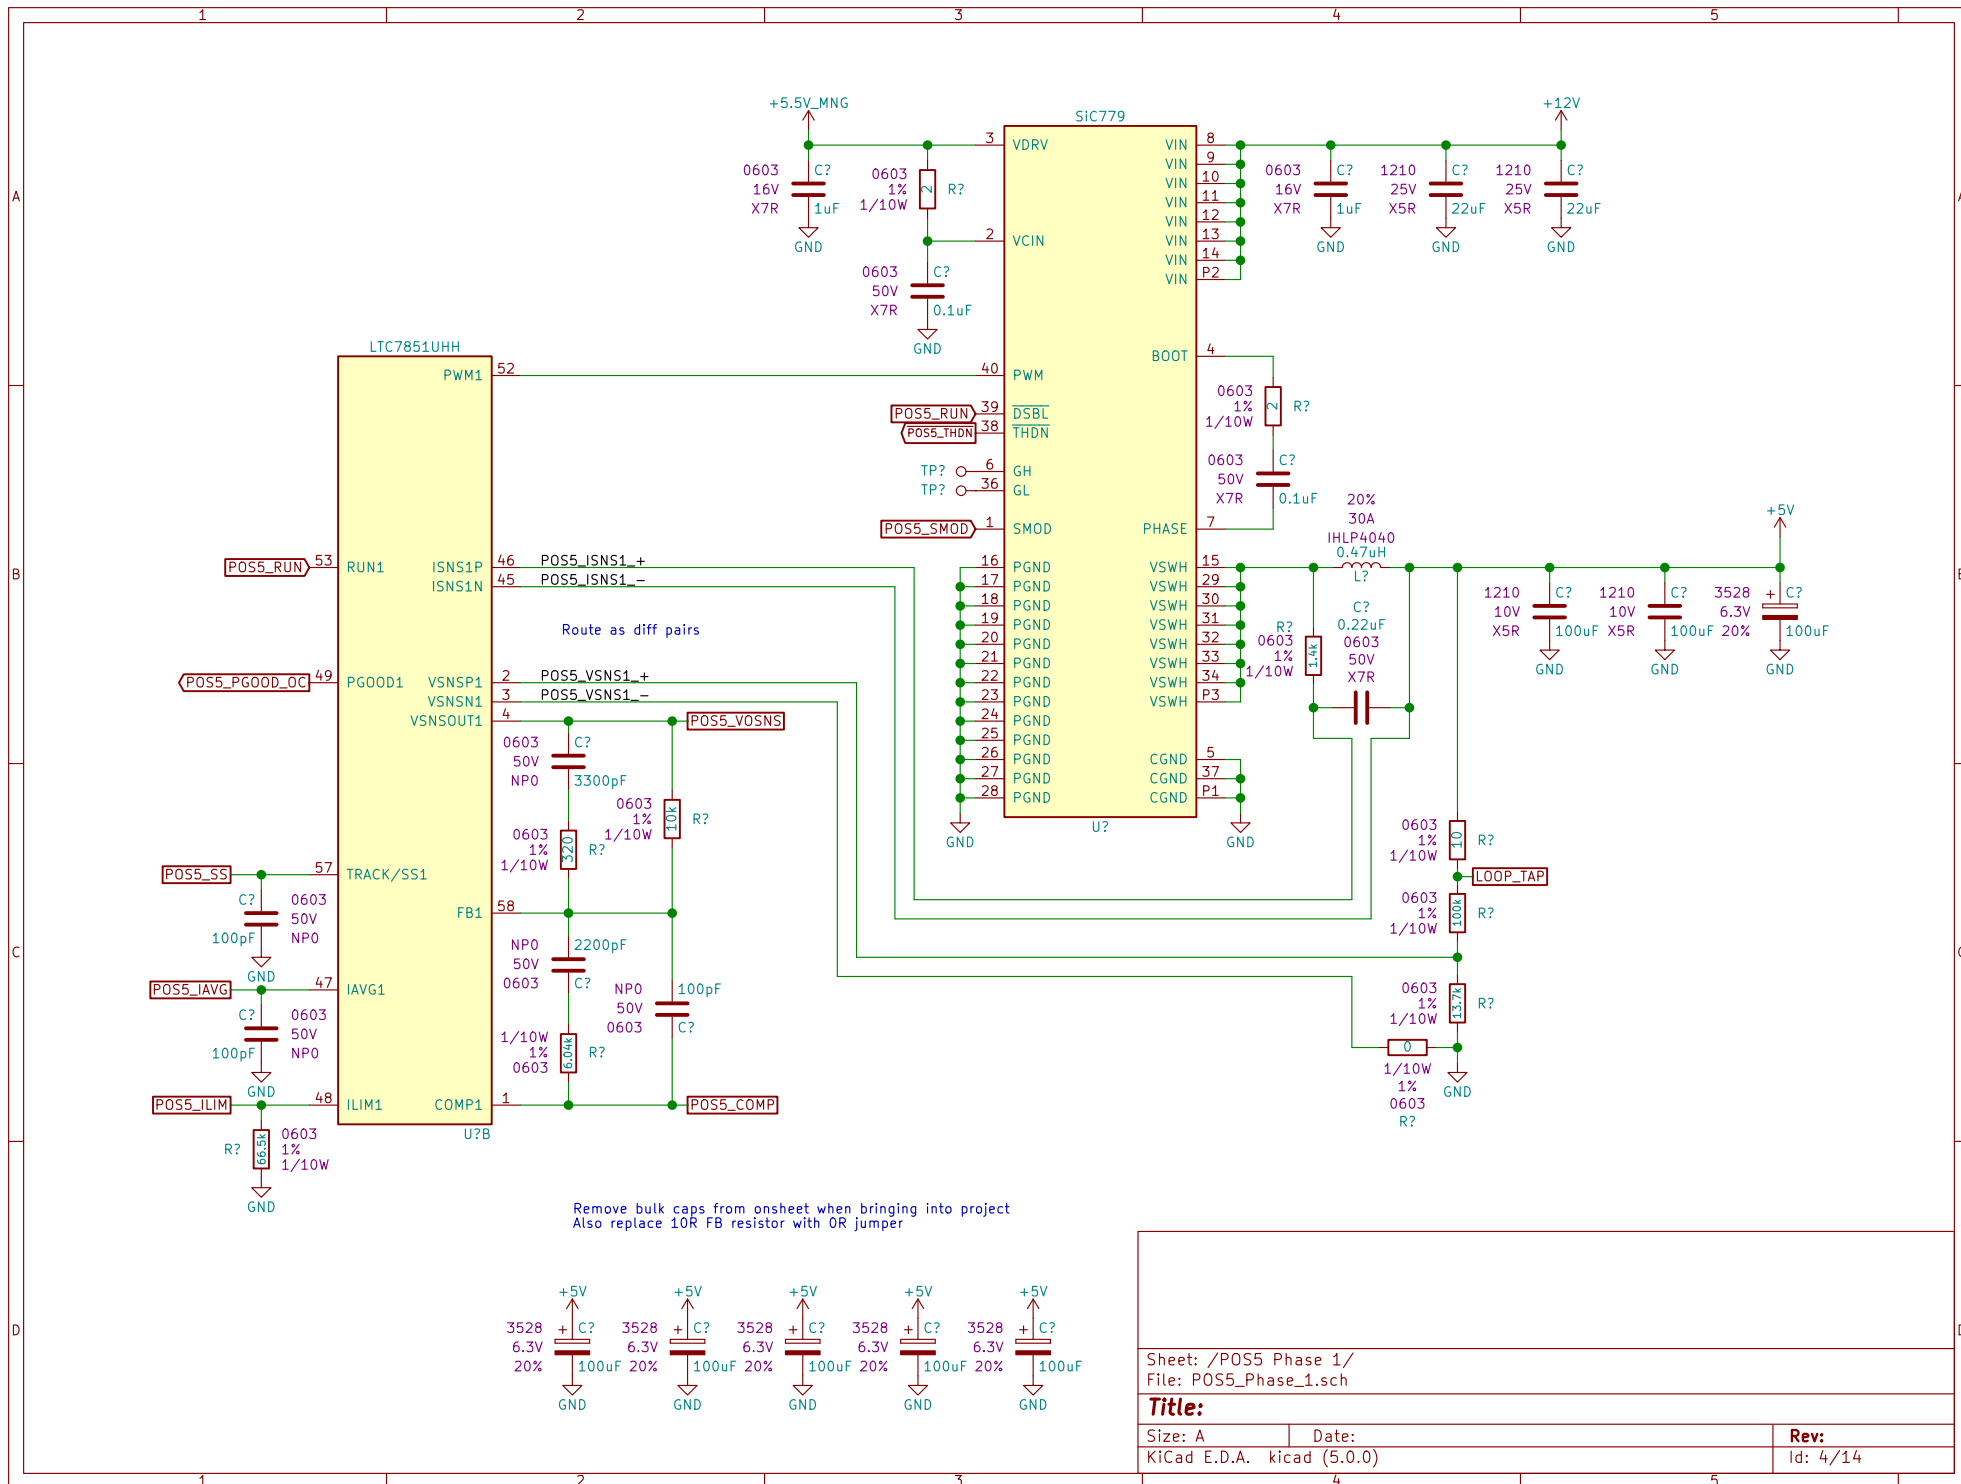 1 2 3 4 5
A
B
C
D
+5.5V_MNG
0603
16V
X7R
C?
1uF
GND
0603
1%
1/10W
2
R?
0603
50V
X7R
C?
0.1uF
GND
SiC779
3 VDRV
2 VCIN
40 PWM
39 DSBL
38 THDN
6 GH
36 GL
1 SMOD
16 PGND
17 PGND
18 PGND
19 PGND
20 PGND
21 PGND
22 PGND
23 PGND
24 PGND
25 PGND
26 PGND
27 PGND
28 PGND
VIN 8
VIN 9
VIN 10
VIN 11
VIN 12
VIN 13
VIN 14
VIN P2
BOOT 4
PHASE 7
VSWH 15
VSWH 29
VSWH 30
VSWH 31
VSWH 32
VSWH 33
VSWH 34
VSWH P3
CGND 5
CGND 37
CGND P1
U?
GND
GND
POS5_RUN
POS5_THDN
TP?
TP?
POS5_SMOD
+12V
0603
16V
X7R
C?
1uF
GND
1210
25V
X5R
C?
22uF
GND
1210
25V
X5R
C?
22uF
GND
0603
1%
1/10W
2
R?
0603
50V
X7R
C?
0.1uF
20%
30A
IHLP4040
0.47uH
L?
C?
0.22uF
0603
50V
X7R
R?
0603
1%
1/10W
1.4k
+5V
1210
10V
X5R
C?
100uF
GND
1210
10V
X5R
C?
100uF
GND
3528
6.3V
20%
+ C?
100uF
GND
LTC7851UHH
PWM1 52
ISNS1P 46
ISNS1N 45
VSNSP1 2
VSNSN1 3
VSNSOUT1 4
FB1 58
COMP1 1
53 RUN1
49 PGOOD1
57 TRACK/SS1
47 IAVG1
48 ILIM1
U?B
POS5_RUN
POS5_PGOOD_OC
POS5_SS
C?
100pF
0603
50V
NP0
GND
POS5_IAVG
C?
100pF
0603
50V
NP0
GND
POS5_ILIM
R?
66.5k
0603
1%
1/10W
GND
POS5_ISNS1_+
POS5_ISNS1_-
Route as diff pairs
POS5_VSNS1_+
POS5_VSNS1_-
POS5_VOSNS
0603
50V
NP0
C?
3300pF
0603
1%
1/10W
320
R?
0603
1%
1/10W
10k
R?
NP0
50V
0603
2200pF
C?
NP0
50V
0603
100pF
C?
1/10W
1%
0603
6.04k
R?
POS5_COMP
0603
1%
1/10W
10
R?
LOOP_TAP
0603
1%
1/10W
100k
R?
0603
1%
1/10W
13.7k
R?
0
1/10W
1%
0603
R?
GND
Remove bulk caps from onsheet when bringing into project
Also replace 10R FB resistor with 0R jumper
+5V
3528
6.3V
20%
+ C?
100uF
GND
+5V
3528
6.3V
20%
+ C?
100uF
GND
+5V
3528
6.3V
20%
+ C?
100uF
GND
+5V
3528
6.3V
20%
+ C?
100uF
GND
+5V
3528
6.3V
20%
+ C?
100uF
GND
Sheet: /POS5 Phase 1/
File: POS5_Phase_1.sch
Title:
Size: A Date: Rev:
KiCad E.D.A. kicad (5.0.0) Id: 4/14
1 2 3 4 5